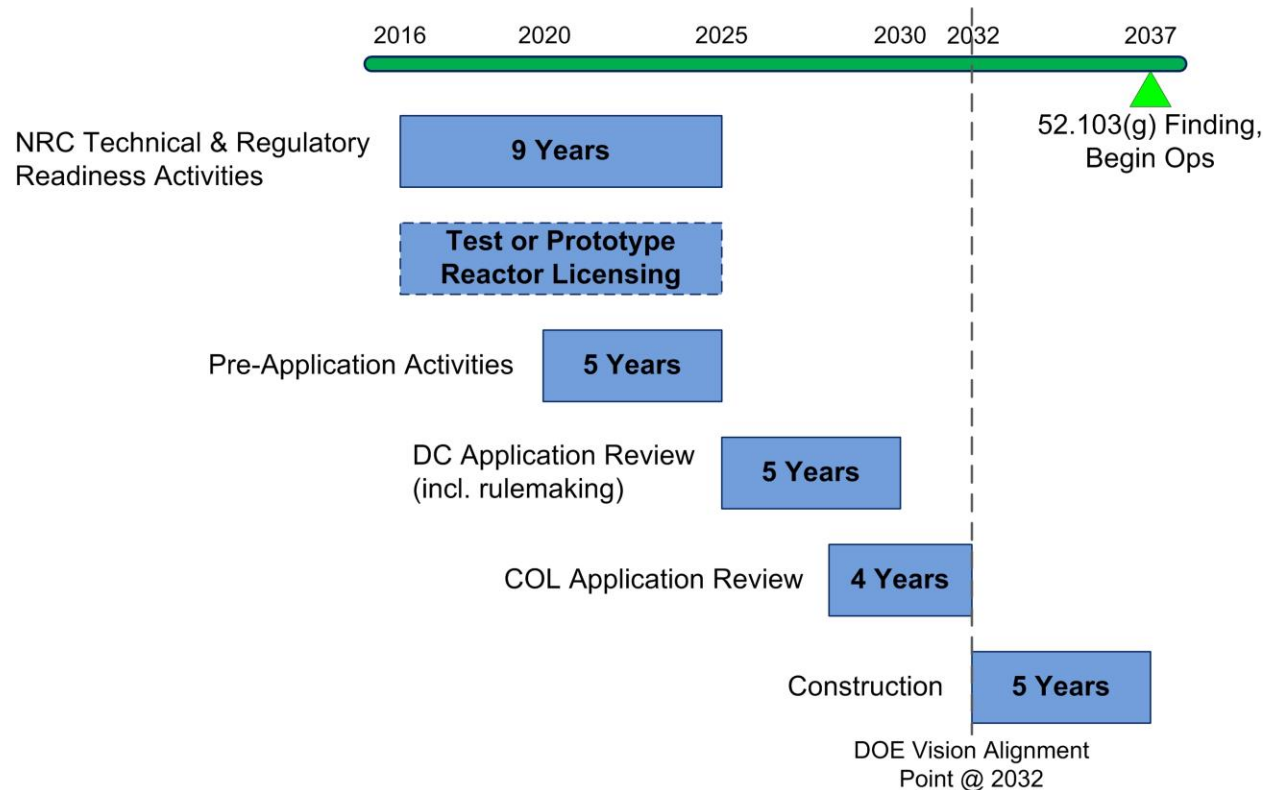 2016 2020 2025 2030 2032 2037
52.103(g) Finding,
Begin Ops
NRC Technical & Regulatory
Readiness Activities
9 Years
Test or Prototype
Reactor Licensing
Pre-Application Activities
5 Years
DC Application Review
(incl. rulemaking)
5 Years
COL Application Review
4 Years
Construction
5 Years
DOE Vision Alignment
Point @ 2032